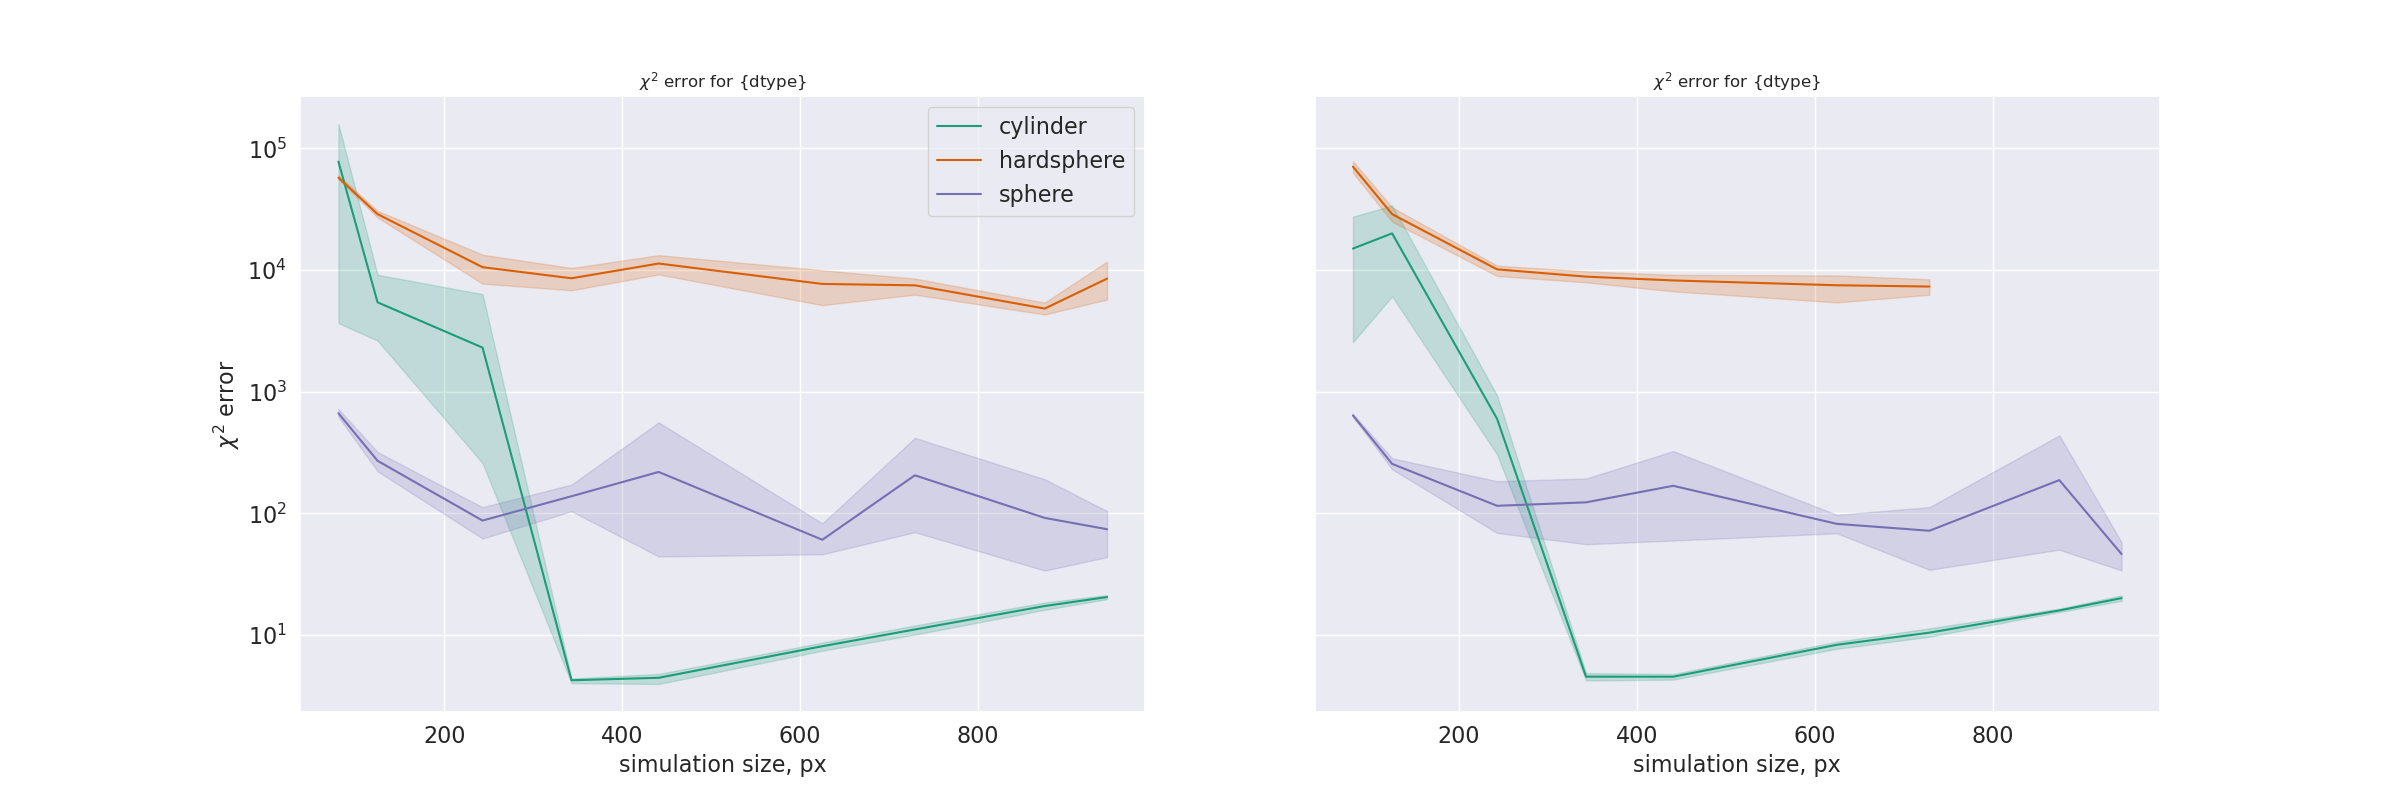 χ² error for {dtype}
10⁵
10⁴
10³
10²
10¹
χ² error
cylinder
hardsphere
sphere
200 400 600 800
simulation size, px
χ² error for {dtype}
200 400 600 800
simulation size, px